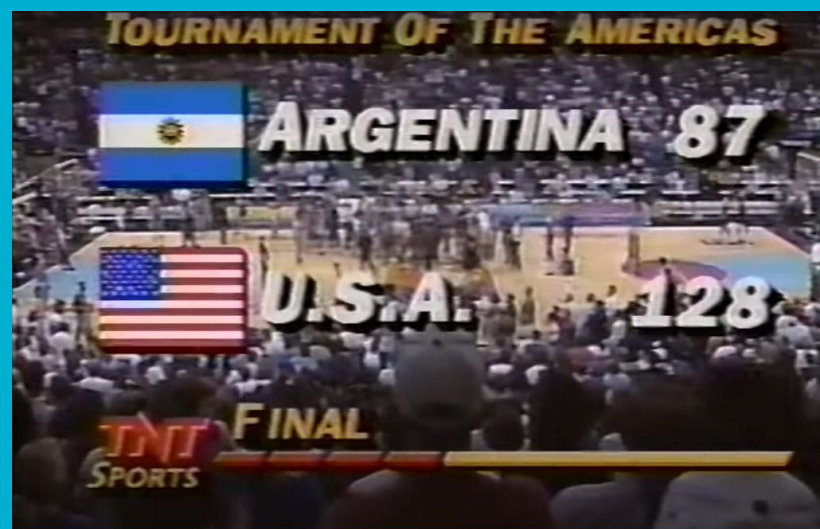 TOURNAMENT OF THE AMERICAS
ARGENTINA 87
U.S.A. 128
FINAL
TNT
SPORTS